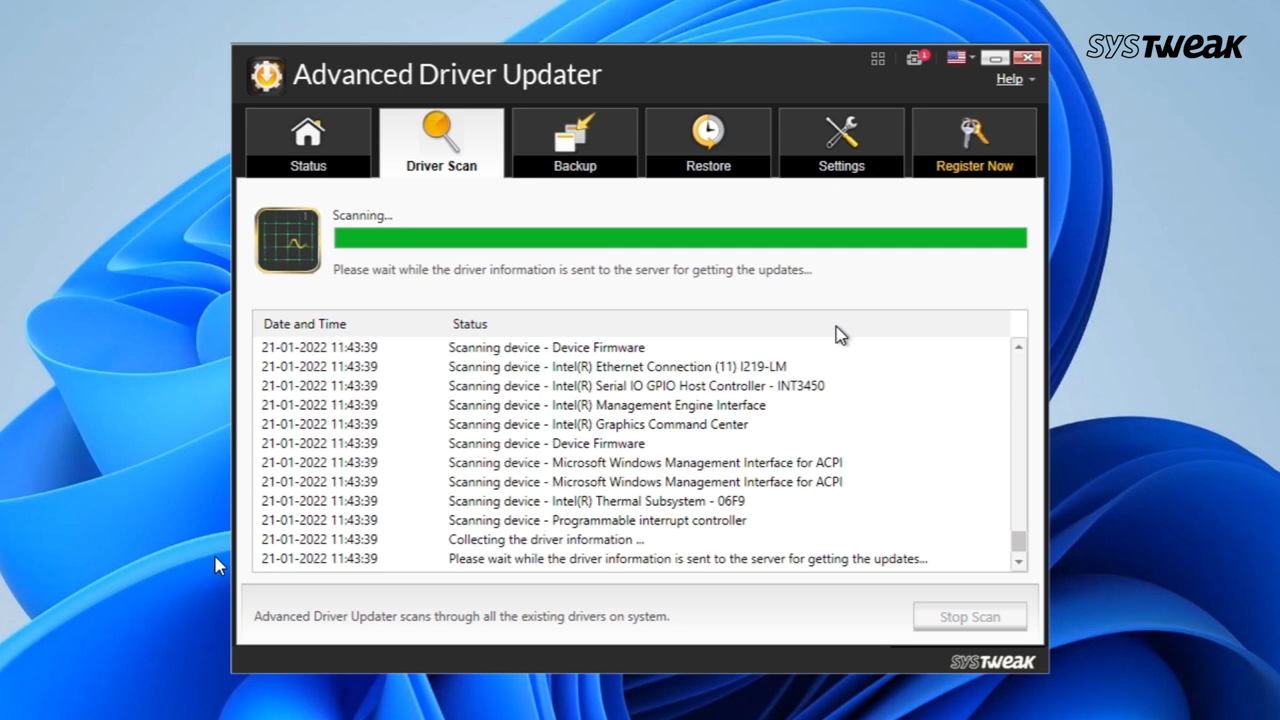 SYSTWEAK
Advanced Driver Updater
1
Help
Status
Driver Scan
Backup
Restore
Settings
Register Now
Scanning...
Please wait while the driver information is sent to the server for getting the updates...
Date and Time Status
21-01-2022 11:43:39 Scanning device - Device Firmware
21-01-2022 11:43:39 Scanning device - Intel(R) Ethernet Connection (11) I219-LM
21-01-2022 11:43:39 Scanning device - Intel(R) Serial IO GPIO Host Controller - INT3450
21-01-2022 11:43:39 Scanning device - Intel(R) Management Engine Interface
21-01-2022 11:43:39 Scanning device - Intel(R) Graphics Command Center
21-01-2022 11:43:39 Scanning device - Device Firmware
21-01-2022 11:43:39 Scanning device - Microsoft Windows Management Interface for ACPI
21-01-2022 11:43:39 Scanning device - Microsoft Windows Management Interface for ACPI
21-01-2022 11:43:39 Scanning device - Intel(R) Thermal Subsystem - 06F9
21-01-2022 11:43:39 Scanning device - Programmable interrupt controller
21-01-2022 11:43:39 Collecting the driver information ...
21-01-2022 11:43:39 Please wait while the driver information is sent to the server for getting the updates...
Advanced Driver Updater scans through all the existing drivers on system.
Stop Scan
SYSTWEAK